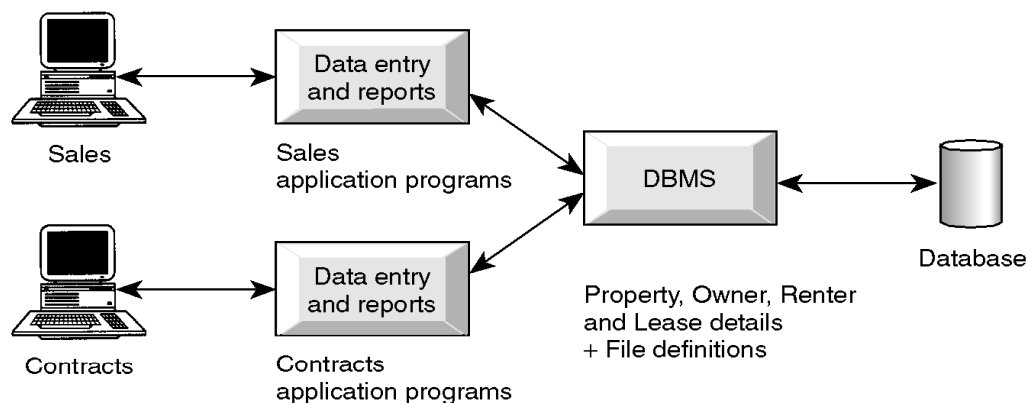 Data entry
and reports
Sales
Sales
application programs
DBMS
Database
Data entry
and reports
Contracts
Contracts
application programs
Property, Owner, Renter
and Lease details
+ File definitions